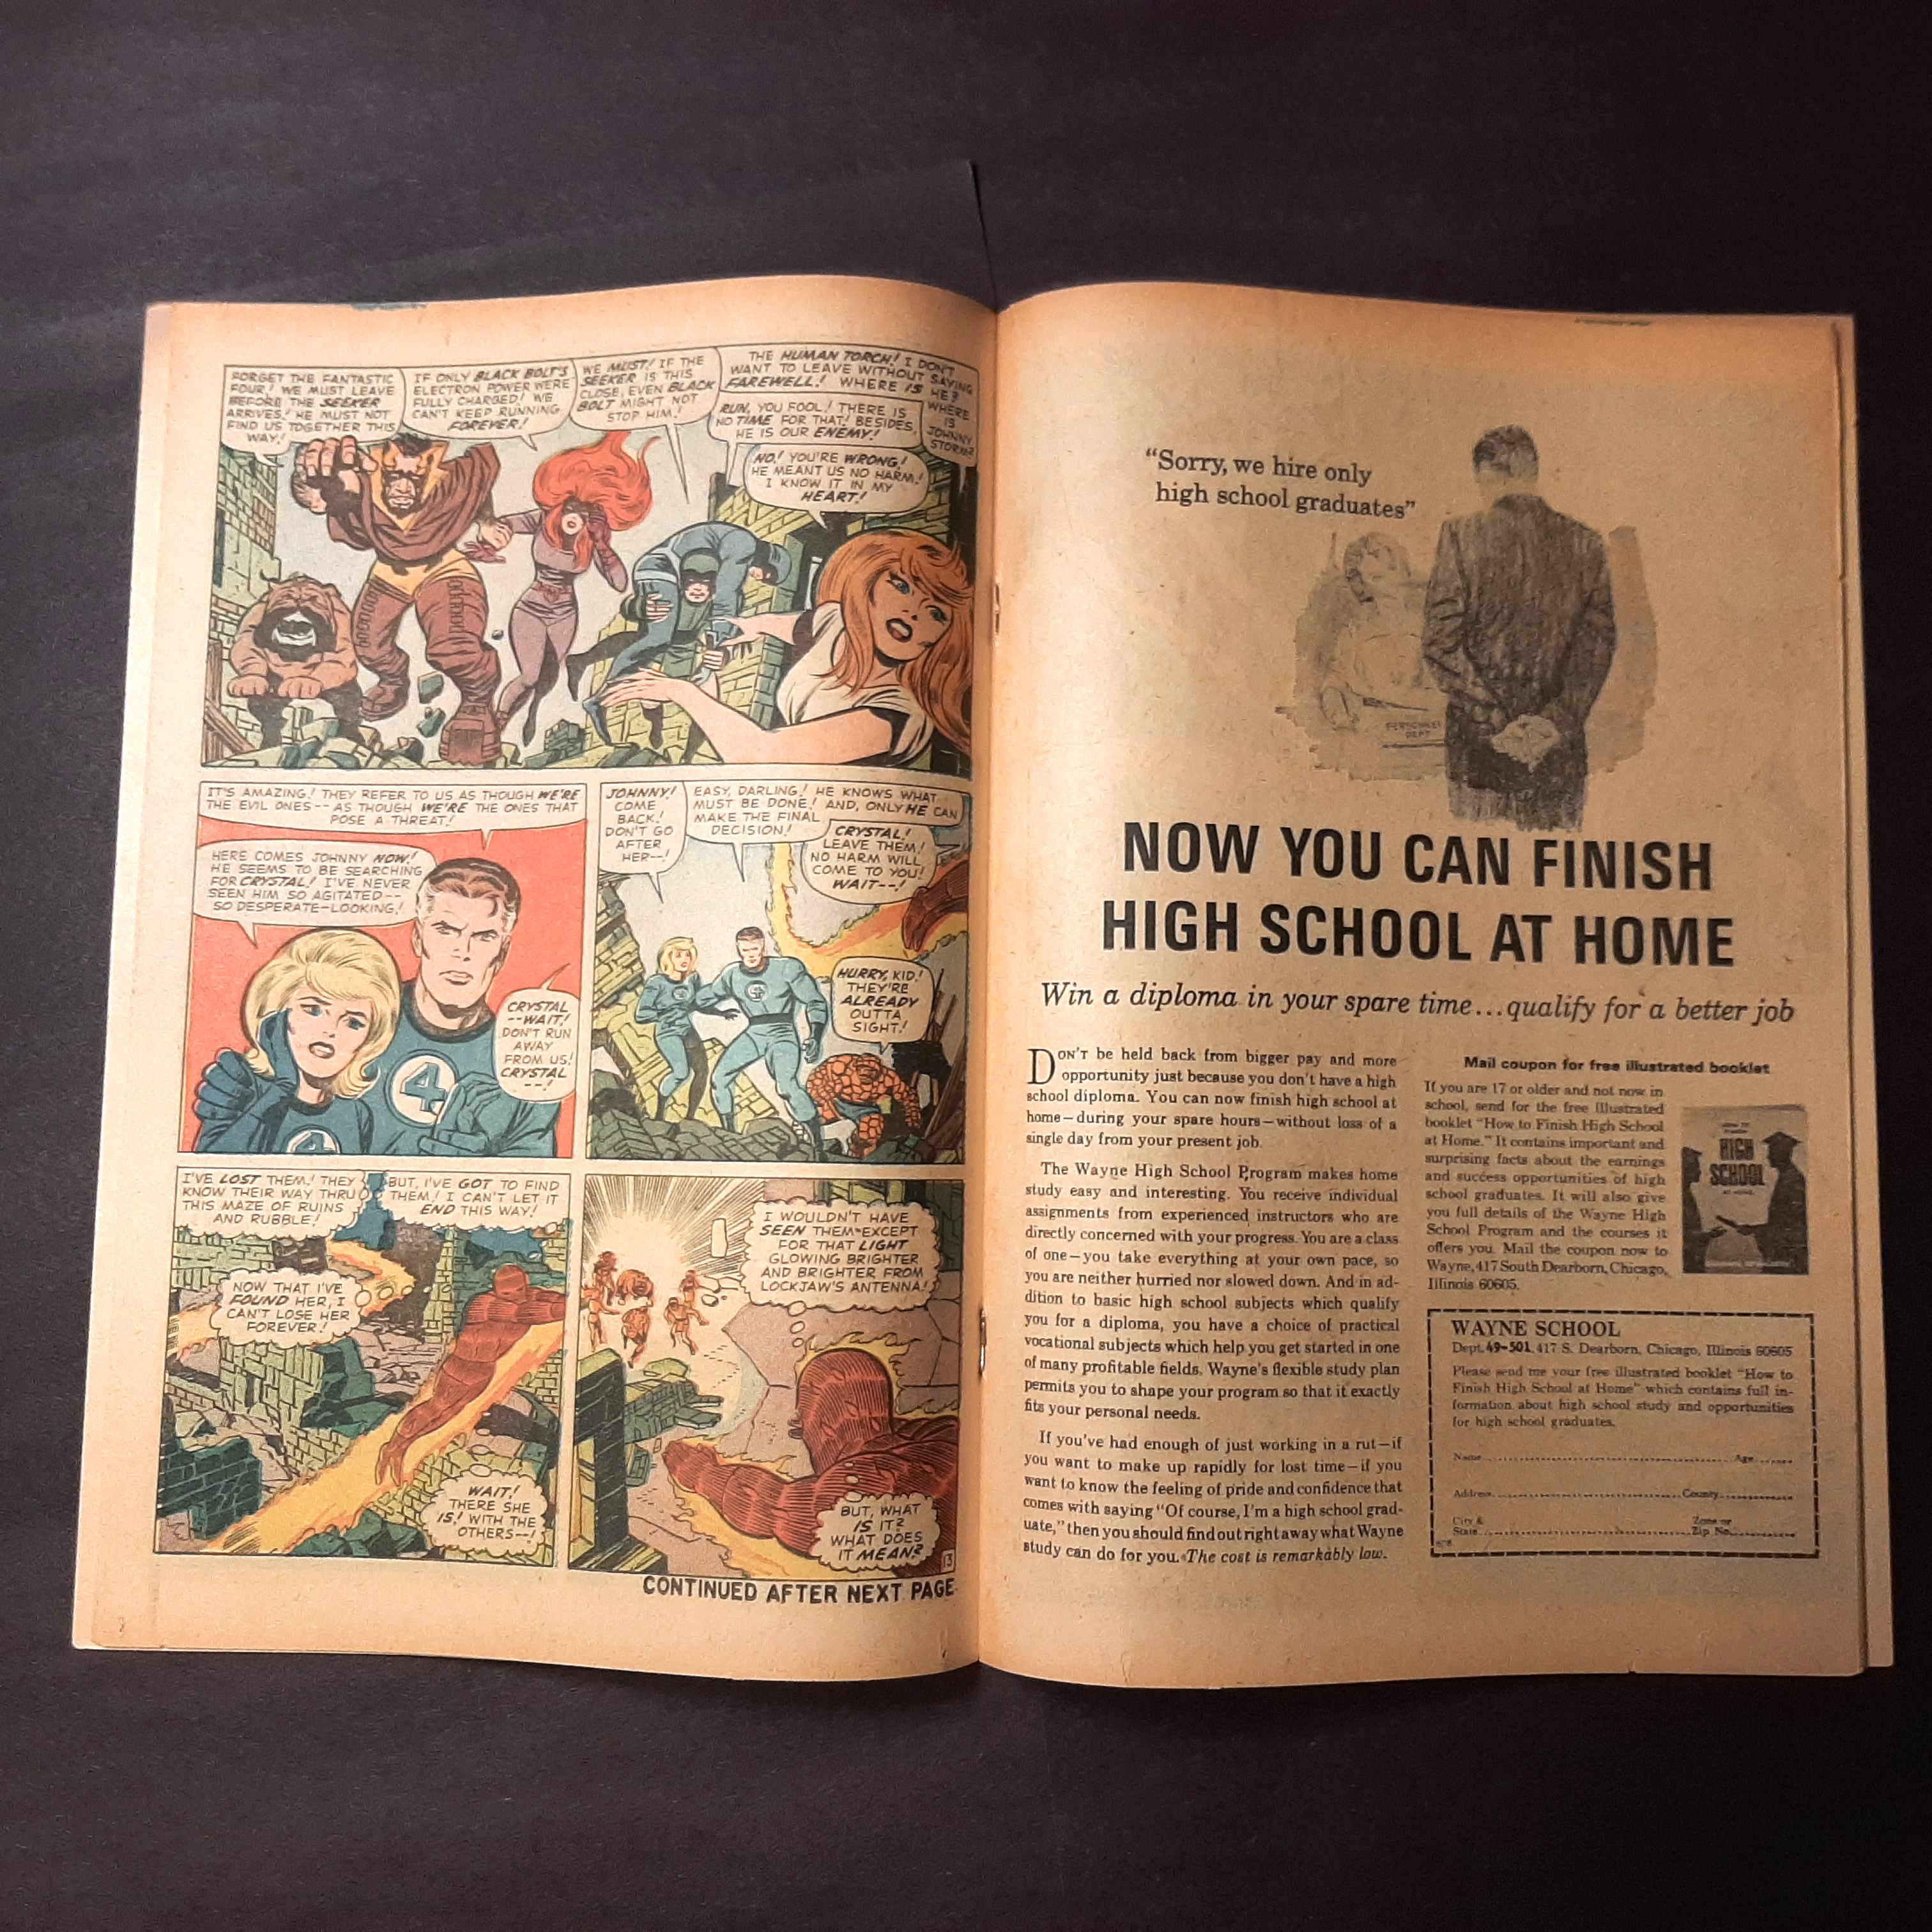 FORGET THE FANTASTIC
FOUR! WE MUST LEAVE
BEFORE THE SEEKER
ARRIVES! HE MUST NOT
FIND US TOGETHER THIS
WAY!
IF ONLY BLACK BOLT'S
ELECTRON POWER WERE
FULLY CHARGED! WE
CAN'T KEEP RUNNING
FOREVER!
WE MUST! IF THE
SEEKER IS THIS
CLOSE, EVEN BLACK
BOLT MIGHT NOT
STOP HIM!
THE HUMAN TORCH! I DON'T
WANT TO LEAVE WITHOUT SAYING
FAREWELL! WHERE IS HE?
WHERE
IS
JOHNNY
STORM?
RUN, YOU FOOL! THERE IS
NO TIME FOR THAT! BESIDES,
HE IS OUR ENEMY!
NO! YOU'RE WRONG!
HE MEANT US NO HARM!
I KNOW IT IN MY
HEART!
IT'S AMAZING! THEY REFER TO US AS THOUGH WE'RE
THE EVIL ONES-- AS THOUGH WE'RE THE ONES THAT
POSE A THREAT!
HERE COMES JOHNNY NOW!
HE SEEMS TO BE SEARCHING
FOR CRYSTAL! I'VE NEVER
SEEN HIM SO AGITATED--
SO DESPERATE-LOOKING!
CRYSTAL
--WAIT!
DON'T RUN
AWAY
FROM US!
CRYSTAL
--!
4
4
JOHNNY!
COME
BACK!
DON'T GO
AFTER
HER--!
EASY, DARLING! HE KNOWS WHAT
MUST BE DONE! AND, ONLY HE CAN
MAKE THE FINAL
DECISION!
CRYSTAL!
LEAVE THEM!
NO HARM WILL
COME TO YOU!
WAIT--!
HURRY, KID!
THEY'RE
ALREADY
OUTTA
SIGHT!
4
I'VE LOST THEM! THEY
KNOW THEIR WAY THRU
THIS MAZE OF RUINS
AND RUBBLE!
BUT, I'VE GOT TO FIND
THEM! I CAN'T LET IT
END THIS WAY!
NOW THAT I'VE
FOUND HER, I
CAN'T LOSE HER
FOREVER!
WAIT!
THERE SHE
IS! WITH THE
OTHERS--!
I WOULDN'T HAVE
SEEN THEM EXCEPT
FOR THAT LIGHT
GLOWING BRIGHTER
AND BRIGHTER FROM
LOCKJAW'S ANTENNA!
BUT, WHAT
IS IT?
WHAT DOES
IT MEAN?
13
CONTINUED AFTER NEXT PAGE
"Sorry, we hire only
high school graduates"
PERSONNEL
DEPT
NOW YOU CAN FINISH
HIGH SCHOOL AT HOME
Win a diploma in your spare time...qualify for a better job
DON'T be held back from bigger pay and more
opportunity just because you don't have a high
school diploma. You can now finish high school at
home—during your spare hours—without loss of a
single day from your present job.
The Wayne High School Program makes home
study easy and interesting. You receive individual
assignments from experienced instructors who are
directly concerned with your progress. You are a class
of one—you take everything at your own pace, so
you are neither hurried nor slowed down. And in ad-
dition to basic high school subjects which qualify
you for a diploma, you have a choice of practical
vocational subjects which help you get started in one
of many profitable fields. Wayne's flexible study plan
permits you to shape your program so that it exactly
fits your personal needs.
If you've had enough of just working in a rut—if
you want to make up rapidly for lost time—if you
want to know the feeling of pride and confidence that
comes with saying "Of course, I'm a high school grad-
uate," then you should find out right away what Wayne
study can do for you. The cost is remarkably low.
Mail coupon for free illustrated booklet
If you are 17 or older and not now in
school, send for the free illustrated
booklet "How to Finish High School
at Home." It contains important and
surprising facts about the earnings
and success opportunities of high
school graduates. It will also give
you full details of the Wayne High
School Program and the courses it
offers you. Mail the coupon now to
Wayne, 417 South Dearborn, Chicago,
Illinois 60605.
HIGH
SCHOOL
AT HOME
WAYNE SCHOOL
Dept. 49-501, 417 S. Dearborn, Chicago, Illinois 60605
Please send me your free illustrated booklet "How to
Finish High School at Home" which contains full in-
formation about high school study and opportunities
for high school graduates.
Name Age
Address County
City & State Zone or Zip No.